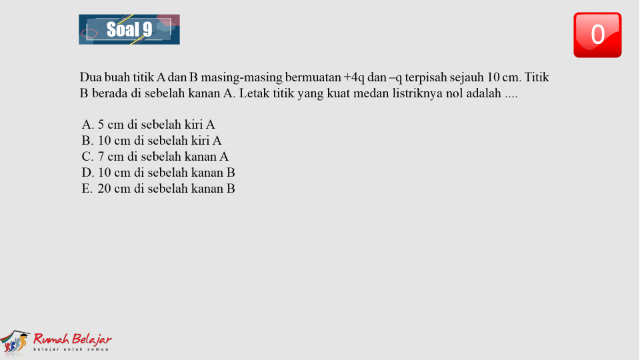 Soal 9
0
Dua buah titik A dan B masing-masing bermuatan +4q dan –q terpisah sejauh 10 cm. Titik
B berada di sebelah kanan A. Letak titik yang kuat medan listriknya nol adalah ....
A. 5 cm di sebelah kiri A
B. 10 cm di sebelah kiri A
C. 7 cm di sebelah kanan A
D. 10 cm di sebelah kanan B
E. 20 cm di sebelah kanan B
Rumah Belajar
belajar untuk semua